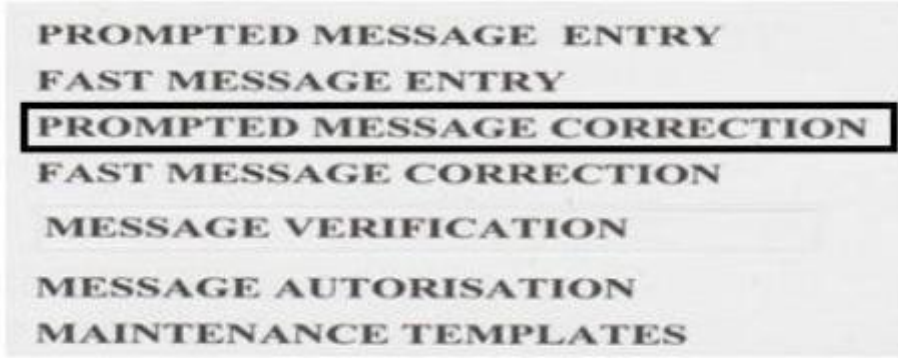 PROMPTED MESSAGE ENTRY
FAST MESSAGE ENTRY
PROMPTED MESSAGE CORRECTION
FAST MESSAGE CORRECTION
MESSAGE VERIFICATION
MESSAGE AUTORISATION
MAINTENANCE TEMPLATES